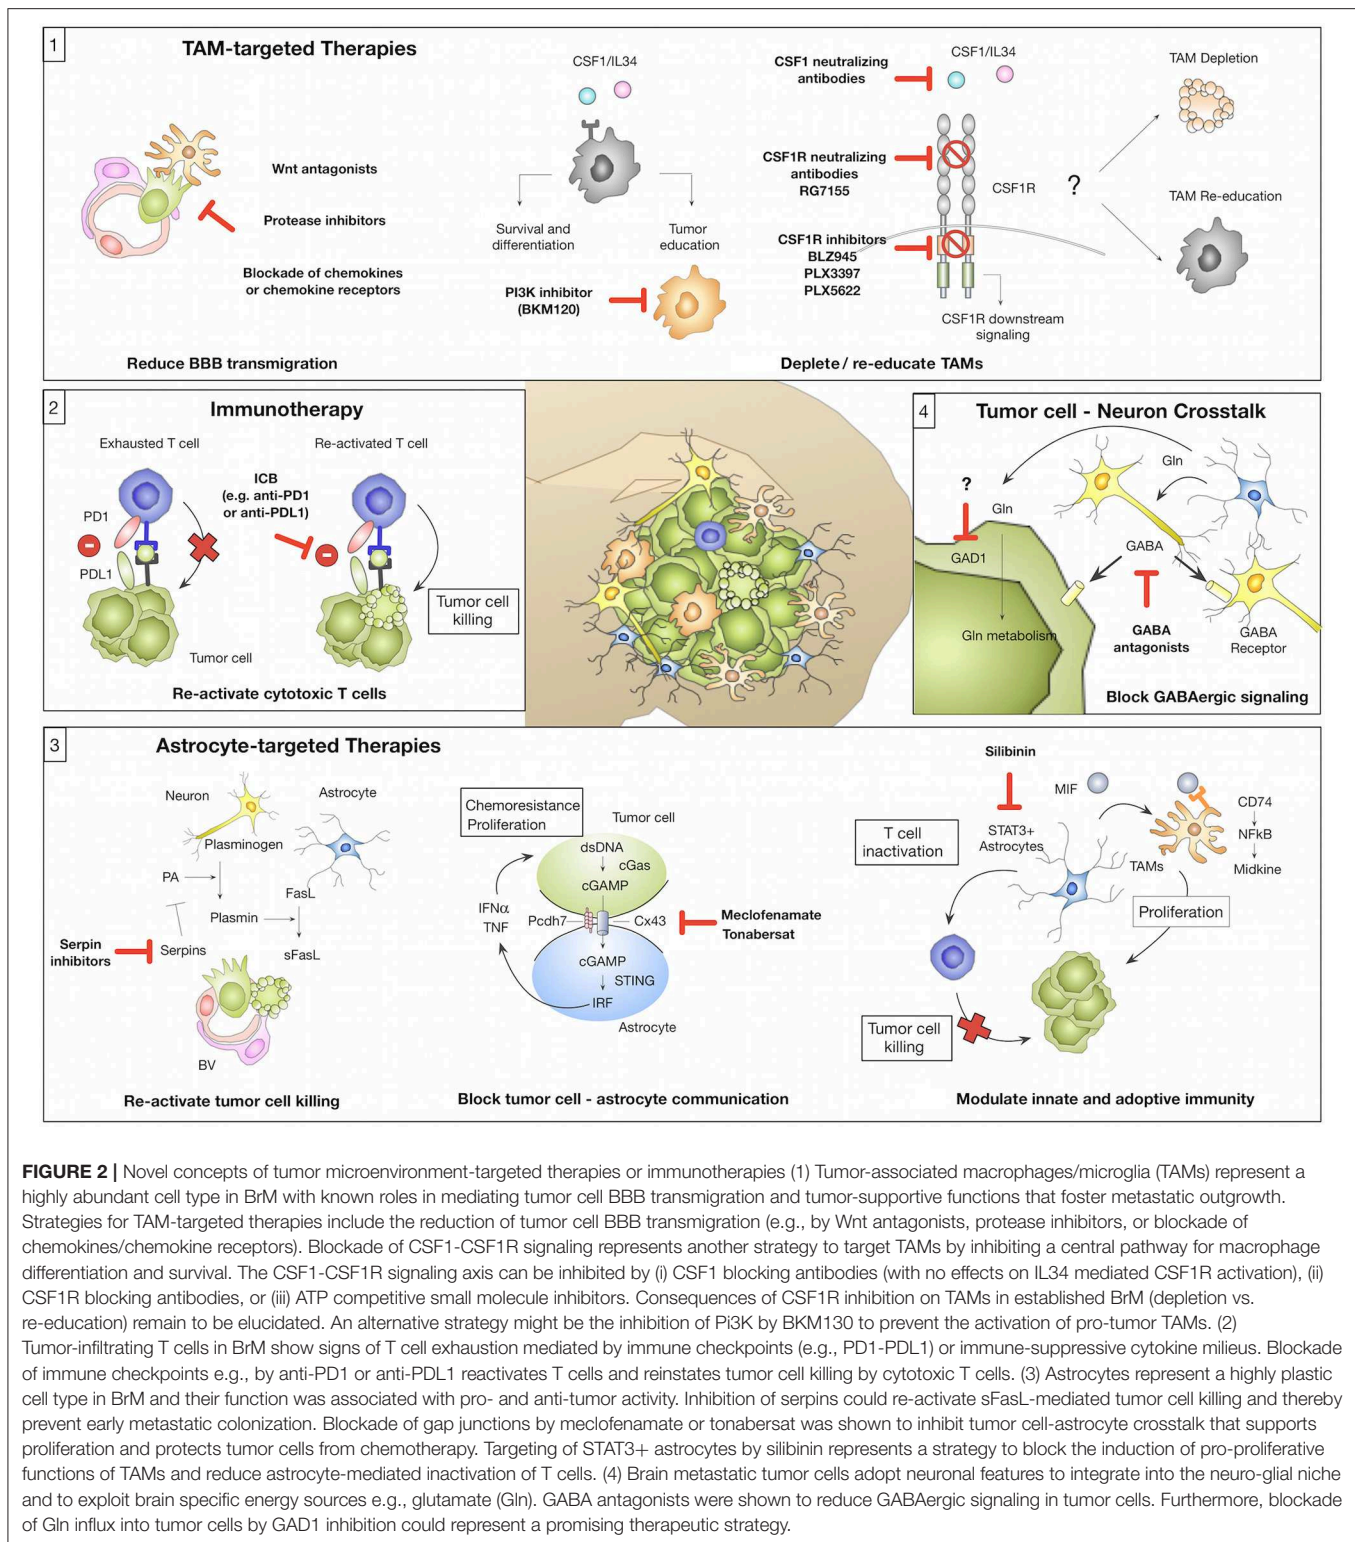 1
TAM-targeted Therapies
Wnt antagonists
Protease inhibitors
Blockade of chemokines
or chemokine receptors
Reduce BBB transmigration
CSF1/IL34
Survival and
differentiation
Tumor
education
PI3K inhibitor
(BKM120)
CSF1 neutralizing
antibodies
CSF1/IL34
CSF1R neutralizing
antibodies
RG7155
CSF1R
CSF1R inhibitors
BLZ945
PLX3397
PLX5622
CSF1R downstream
signaling
?
TAM Depletion
TAM Re-education
Deplete / re-educate TAMs
2
Immunotherapy
Exhausted T cell
Re-activated T cell
ICB
(e.g. anti-PD1
or anti-PDL1)
PD1
PDL1
Tumor cell
killing
Tumor cell
Re-activate cytotoxic T cells
4
Tumor cell - Neuron Crosstalk
Gln
?
Gln
GAD1
GABA
Gln metabolism
GABA
antagonists
GABA
Receptor
Block GABAergic signaling
3
Astrocyte-targeted Therapies
Neuron
Astrocyte
Plasminogen
PA
FasL
Plasmin
Serpin
inhibitors
Serpins
sFasL
BV
Re-activate tumor cell killing
Chemoresistance
Proliferation
Tumor cell
dsDNA
cGas
cGAMP
IFNα
TNF
Pcdh7
Cx43
Meclofenamate
Tonabersat
cGAMP
STING
IRF
Astrocyte
Block tumor cell - astrocyte communication
Silibinin
MIF
T cell
inactivation
STAT3+
Astrocytes
TAMs
CD74
NFkB
Midkine
Proliferation
Tumor cell
killing
Modulate innate and adoptive immunity
FIGURE 2 | Novel concepts of tumor microenvironment-targeted therapies or immunotherapies (1) Tumor-associated macrophages/microglia (TAMs) represent a
highly abundant cell type in BrM with known roles in mediating tumor cell BBB transmigration and tumor-supportive functions that foster metastatic outgrowth.
Strategies for TAM-targeted therapies include the reduction of tumor cell BBB transmigration (e.g., by Wnt antagonists, protease inhibitors, or blockade of
chemokines/chemokine receptors). Blockade of CSF1-CSF1R signaling represents another strategy to target TAMs by inhibiting a central pathway for macrophage
differentiation and survival. The CSF1-CSF1R signaling axis can be inhibited by (i) CSF1 blocking antibodies (with no effects on IL34 mediated CSF1R activation), (ii)
CSF1R blocking antibodies, or (iii) ATP competitive small molecule inhibitors. Consequences of CSF1R inhibition on TAMs in established BrM (depletion vs.
re-education) remain to be elucidated. An alternative strategy might be the inhibition of Pi3K by BKM130 to prevent the activation of pro-tumor TAMs. (2)
Tumor-infiltrating T cells in BrM show signs of T cell exhaustion mediated by immune checkpoints (e.g., PD1-PDL1) or immune-suppressive cytokine milieus. Blockade
of immune checkpoints e.g., by anti-PD1 or anti-PDL1 reactivates T cells and reinstates tumor cell killing by cytotoxic T cells. (3) Astrocytes represent a highly plastic
cell type in BrM and their function was associated with pro- and anti-tumor activity. Inhibition of serpins could re-activate sFasL-mediated tumor cell killing and thereby
prevent early metastatic colonization. Blockade of gap junctions by meclofenamate or tonabersat was shown to inhibit tumor cell-astrocyte crosstalk that supports
proliferation and protects tumor cells from chemotherapy. Targeting of STAT3+ astrocytes by silibinin represents a strategy to block the induction of pro-proliferative
functions of TAMs and reduce astrocyte-mediated inactivation of T cells. (4) Brain metastatic tumor cells adopt neuronal features to integrate into the neuro-glial niche
and to exploit brain specific energy sources e.g., glutamate (Gln). GABA antagonists were shown to reduce GABAergic signaling in tumor cells. Furthermore, blockade
of Gln influx into tumor cells by GAD1 inhibition could represent a promising therapeutic strategy.